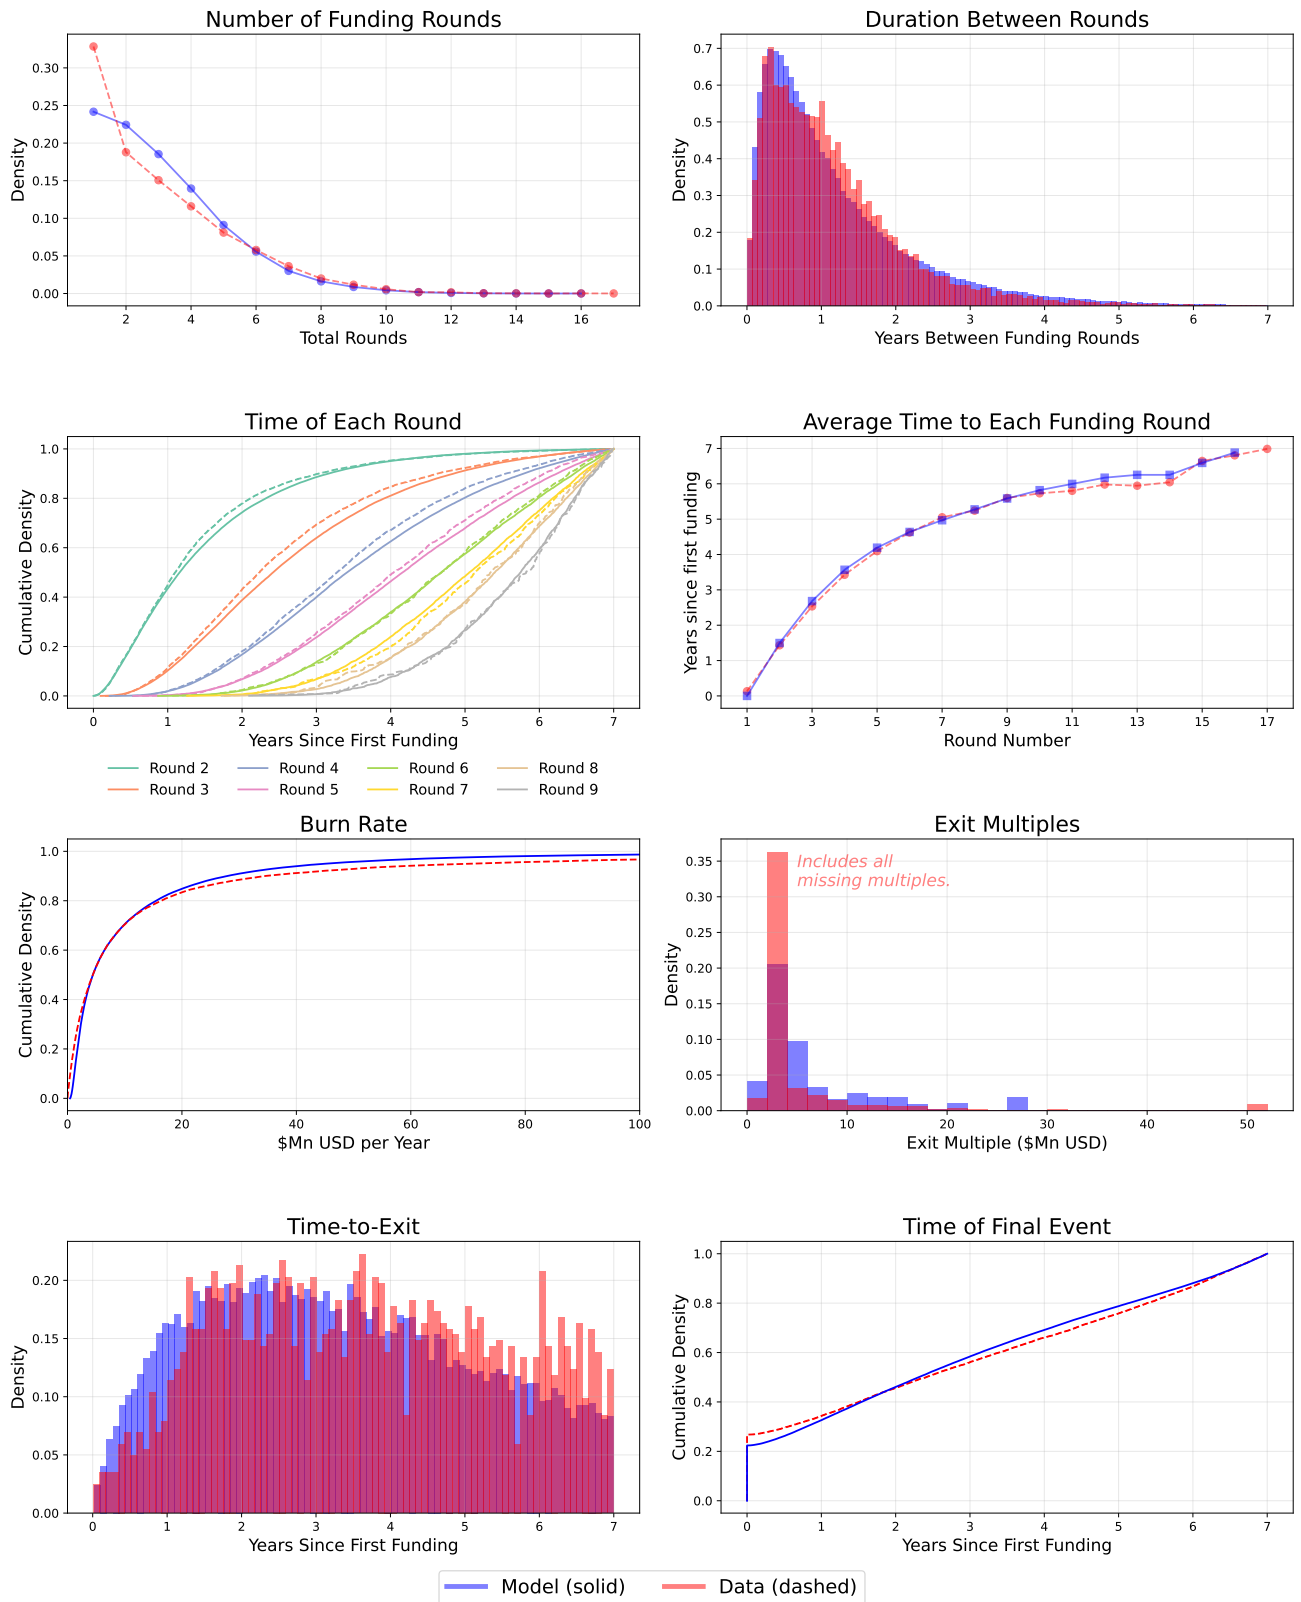 Number of Funding Rounds
Density
0.30
0.25
0.20
0.15
0.10
0.05
0.00
2 4 6 8 10 12 14 16
Total Rounds
Duration Between Rounds
Density
0.7
0.6
0.5
0.4
0.3
0.2
0.1
0.0
0 1 2 3 4 5 6 7
Years Between Funding Rounds
Time of Each Round
Cumulative Density
1.0
0.8
0.6
0.4
0.2
0.0
0 1 2 3 4 5 6 7
Years Since First Funding
Round 2 Round 4 Round 6 Round 8
Round 3 Round 5 Round 7 Round 9
Average Time to Each Funding Round
Years since first funding
7
6
5
4
3
2
1
0
1 3 5 7 9 11 13 15 17
Round Number
Burn Rate
Cumulative Density
1.0
0.8
0.6
0.4
0.2
0.0
0 20 40 60 80 100
$Mn USD per Year
Exit Multiples
Includes all
missing multiples.
Density
0.35
0.30
0.25
0.20
0.15
0.10
0.05
0.00
0 10 20 30 40 50
Exit Multiple ($Mn USD)
Time-to-Exit
Density
0.20
0.15
0.10
0.05
0.00
0 1 2 3 4 5 6 7
Years Since First Funding
Time of Final Event
Cumulative Density
1.0
0.8
0.6
0.4
0.2
0.0
0 1 2 3 4 5 6 7
Years Since First Funding
Model (solid) Data (dashed)